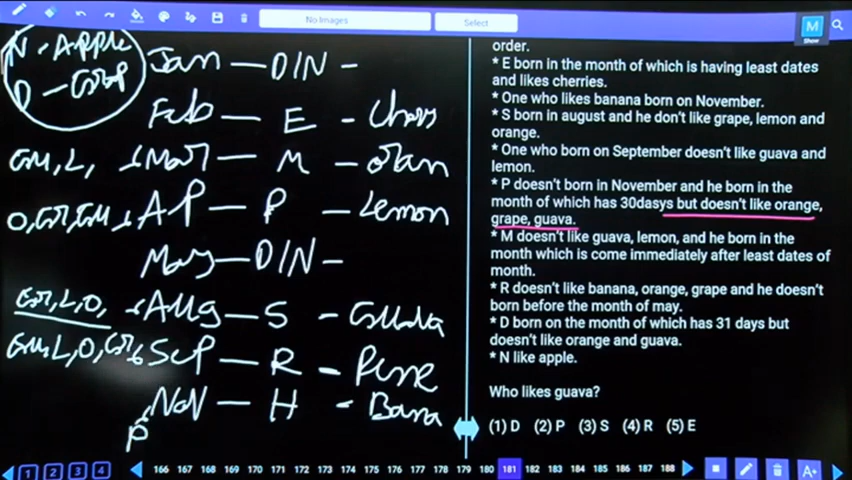 No Images
Select
M
Show
N - Apple
D - Grap
Jan - D/N -
Feb - E - Cherrs
Gu, L, Mar - M - oran
O, Gr, Gu Ap - P - Lemon
May - D/N -
Gr, L, O, Aug - S - Guava
Gu, L, O, Gr, Sep - R -
Nov - H - Bana
P
order.
* E born in the month of which is having least dates
and likes cherries.
* One who likes banana born on November.
* S born in august and he don't like grape, lemon and
orange.
* One who born on September doesn't like guava and
lemon.
* P doesn't born in November and he born in the
month of which has 30dasys but doesn't like orange,
grape, guava.
* M doesn't like guava, lemon, and he born in the
month which is come immediately after least dates of
month.
* R doesn't like banana, orange, grape and he doesn't
born before the month of may.
* D born on the month of which has 31 days but
doesn't like orange and guava.
* N like apple.
Who likes guava?
(1) D (2) P (3) S (4) R (5) E
1 2 3 4 166 167 168 169 170 171 172 173 174 175 176 177 178 179 180 181 182 183 184 185 186 187 188 A+